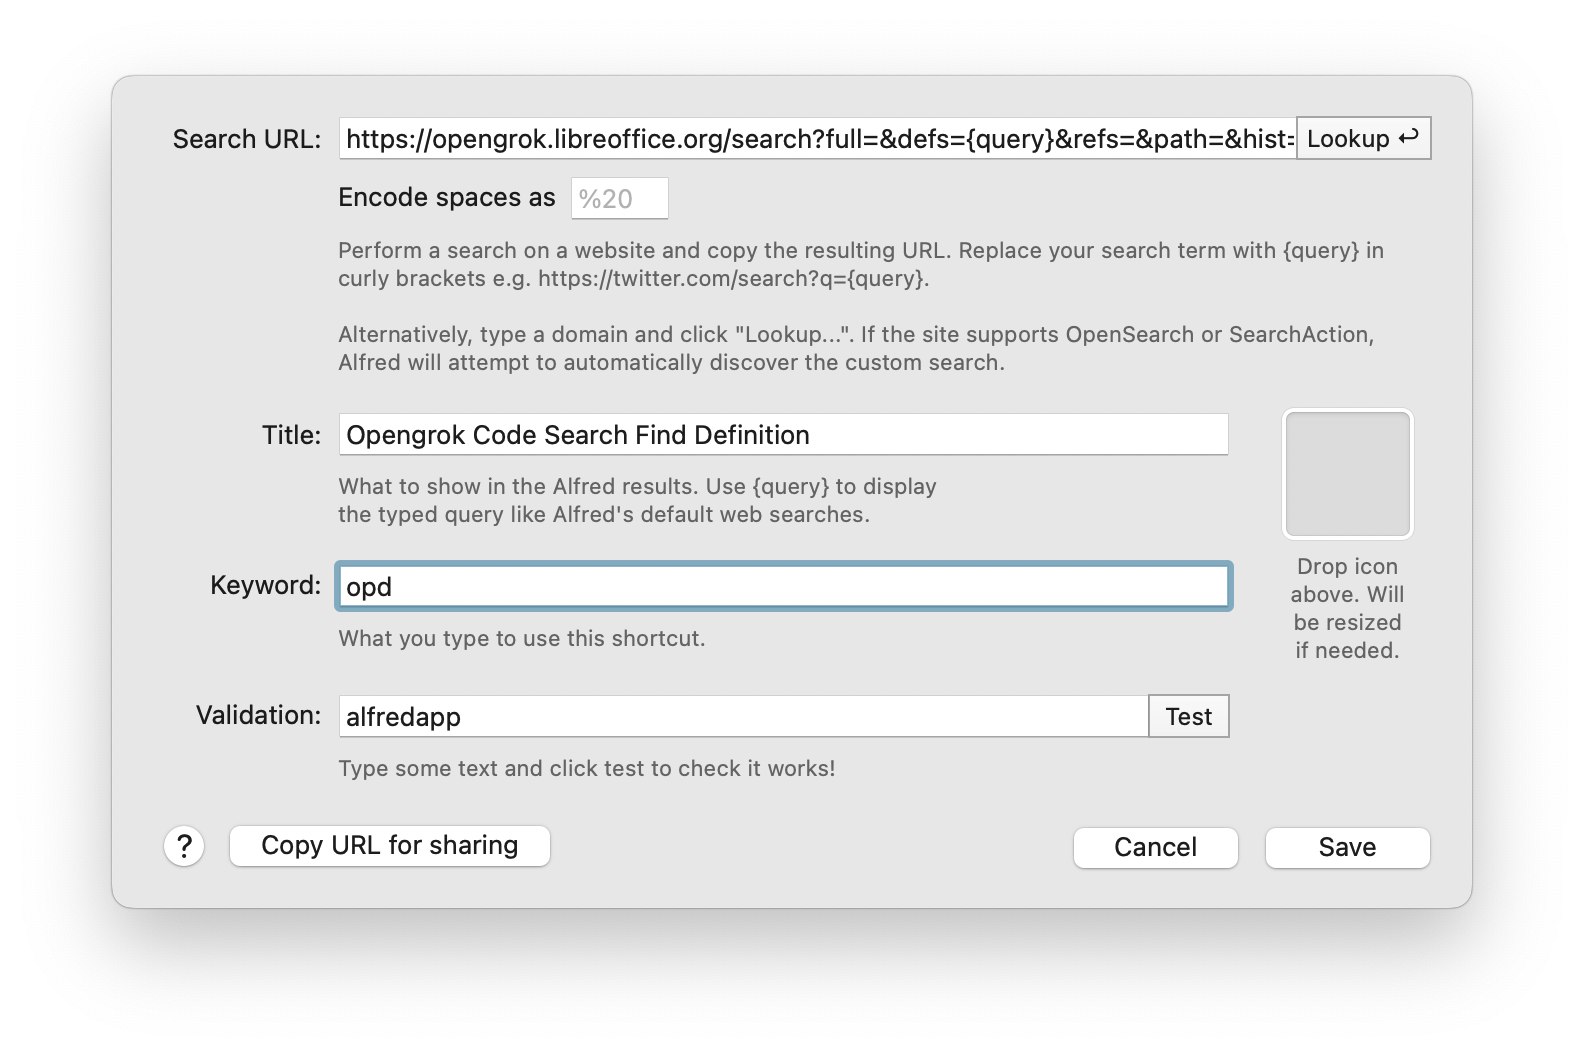 Search URL: https://opengrok.libreoffice.org/search?full=&defs={query}&refs=&path=&hist= Lookup ↩
Encode spaces as %20
Perform a search on a website and copy the resulting URL. Replace your search term with {query} in
curly brackets e.g. https://twitter.com/search?q={query}.
Alternatively, type a domain and click "Lookup...". If the site supports OpenSearch or SearchAction,
Alfred will attempt to automatically discover the custom search.
Title: Opengrok Code Search Find Definition
What to show in the Alfred results. Use {query} to display
the typed query like Alfred's default web searches.
Keyword: opd
What you type to use this shortcut.
Drop icon
above. Will
be resized
if needed.
Validation: alfredapp Test
Type some text and click test to check it works!
? Copy URL for sharing Cancel Save